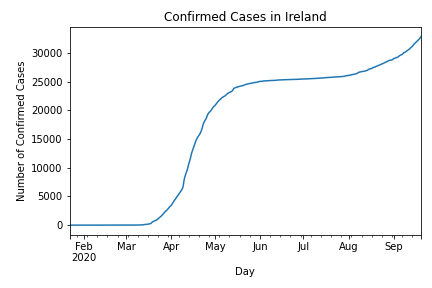 Confirmed Cases in Ireland
Number of Confirmed Cases
30000
25000
20000
15000
10000
5000
0
Feb Mar Apr May Jun Jul Aug Sep
2020
Day